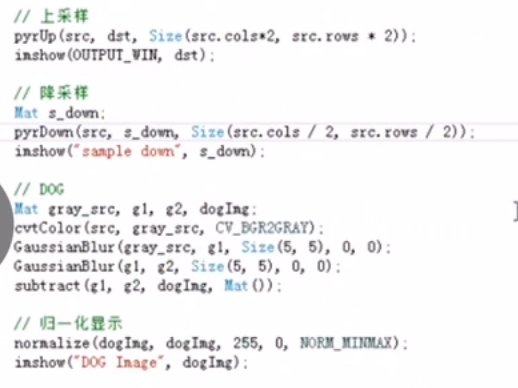 // 上采样
pyrUp(src, dst, Size(src.cols*2, src.rows * 2));
imshow(OUTPUT_WIN, dst);
// 降采样
Mat s_down;
pyrDown(src, s_down, Size(src.cols / 2, src.rows / 2));
imshow("sample down", s_down);
// DOG
Mat gray_src, g1, g2, dogImg;
cvtColor(src, gray_src, CV_BGR2GRAY);
GaussianBlur(gray_src, g1, Size(5, 5), 0, 0);
GaussianBlur(g1, g2, Size(5, 5), 0, 0);
subtract(g1, g2, dogImg, Mat());
// 归一化显示
normalize(dogImg, dogImg, 255, 0, NORM_MINMAX);
imshow("DOG Image", dogImg);